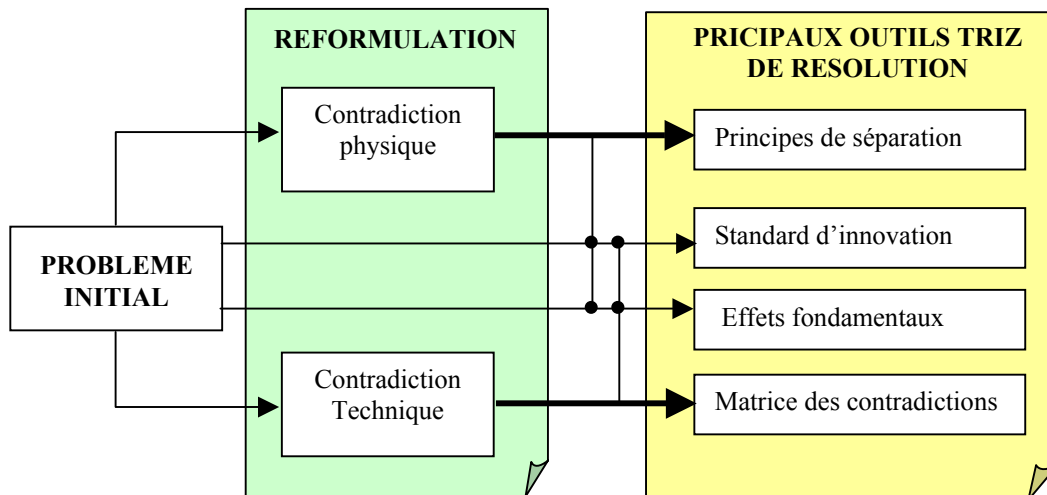 REFORMULATION
Contradiction
physique
Contradiction
Technique
PROBLEME
INITIAL
PRICIPAUX OUTILS TRIZ
DE RESOLUTION
Principes de séparation
Standard d’innovation
Effets fondamentaux
Matrice des contradictions